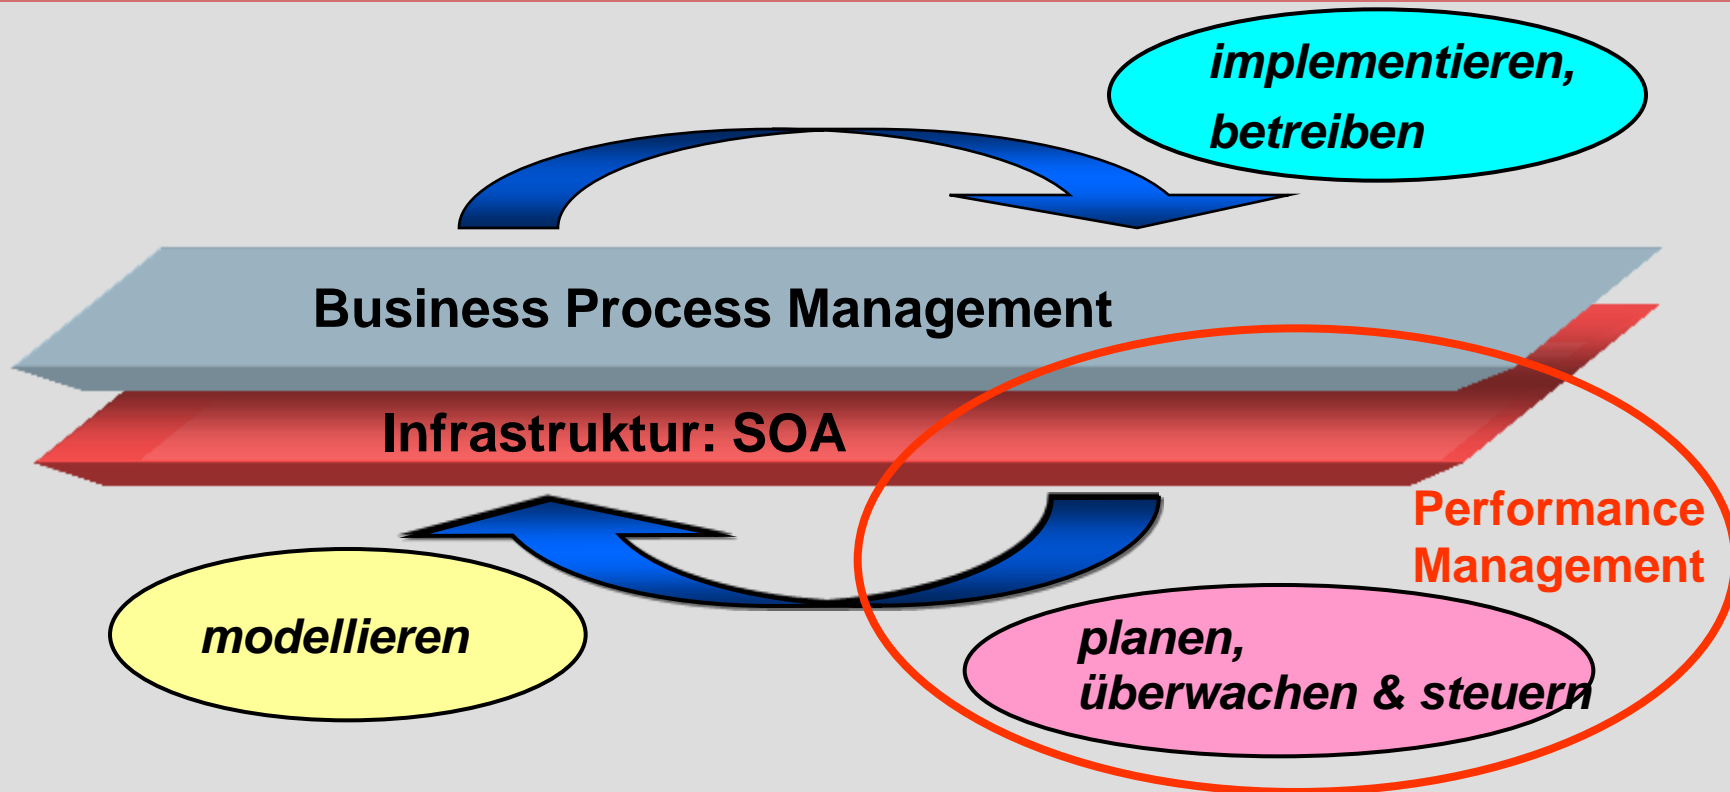 implementieren,
betreiben
Business Process Management
Infrastruktur: SOA
Performance
Management
modellieren
planen,
überwachen & steuern